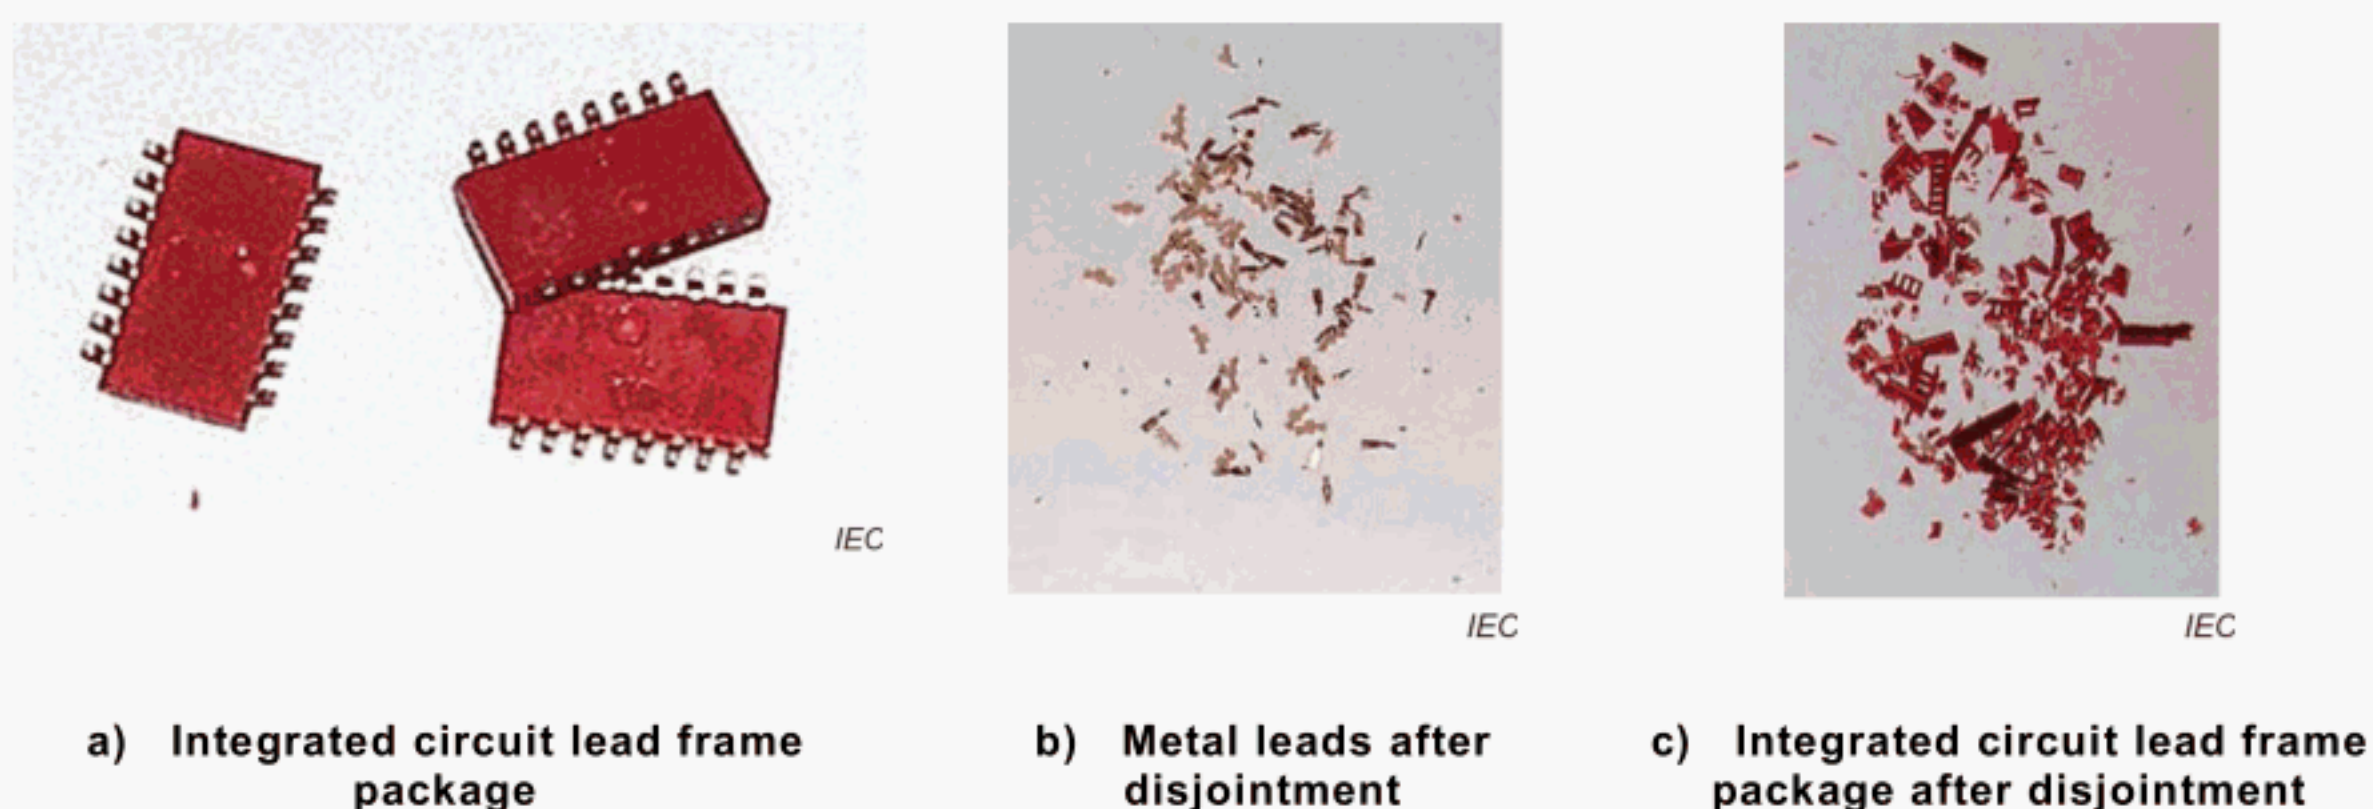 IEC
IEC
IEC
a) Integrated circuit lead frame
package
b) Metal leads after
disjointment
c) Integrated circuit lead frame
package after disjointment